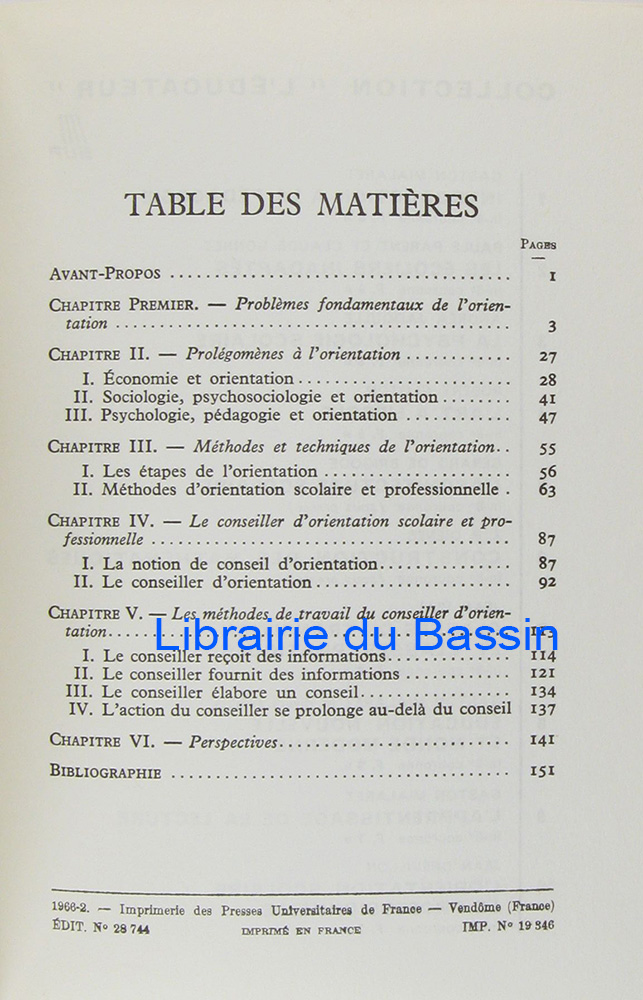 TABLE DES MATIÈRES
PAGES
AVANT-PROPOS ........................................ 1
CHAPITRE PREMIER. — Problèmes fondamentaux de l'orien-
tation .............................................. 3
CHAPITRE II. — Prolégomènes à l'orientation ............ 27
I. Économie et orientation......................... 28
II. Sociologie, psychosociologie et orientation........ 41
III. Psychologie, pédagogie et orientation ............ 47
CHAPITRE III. — Méthodes et techniques de l'orientation.. 55
I. Les étapes de l'orientation ...................... 56
II. Méthodes d'orientation scolaire et professionnelle . 63
CHAPITRE IV. — Le conseiller d'orientation scolaire et pro-
fessionnelle .......................................... 87
I. La notion de conseil d'orientation............... 87
II. Le conseiller d'orientation ....................... 92
CHAPITRE V. — Les méthodes de travail du conseiller d'orien-
tation............................................... 113
Librairie du Bassin
I. Le conseiller reçoit des informations.............. 114
II. Le conseiller fournit des informations ............ 121
III. Le conseiller élabore un conseil.................. 134
IV. L'action du conseiller se prolonge au-delà du conseil 137
CHAPITRE VI. — Perspectives........................... 141
BIBLIOGRAPHIE ........................................ 151
1966-2. — Imprimerie des Presses Universitaires de France — Vendôme (France)
ÉDIT. N° 28 744 IMPRIMÉ EN FRANCE IMP. N° 19 346